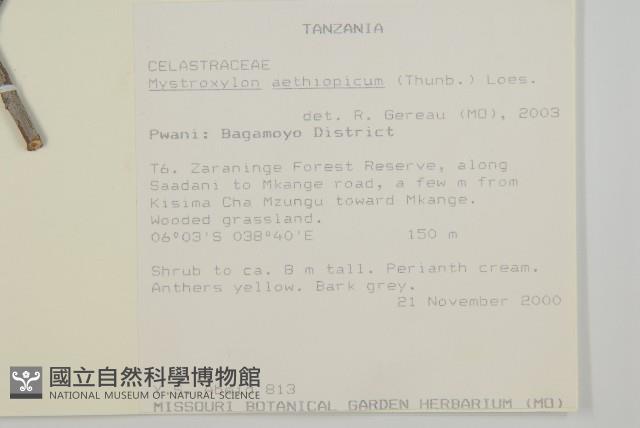 TANZANIA
CELASTRACEAE
Mystroxylon aethiopicum (Thunb.) Loes.
det. R. Gereau (MO), 2003
Pwani: Bagamoyo District
T6. Zaraninge Forest Reserve, along
Saadani to Mkange road, a few m from
Kisima Cha Mzungu toward Mkange.
Wooded grassland.
06°03'S 038°40'E 150 m
Shrub to ca. 8 m tall. Perianth cream.
Anthers yellow. Bark grey.
21 November 2000
813
MISSOURI BOTANICAL GARDEN HERBARIUM (MO)
國立自然科學博物館
NATIONAL MUSEUM OF NATURAL SCIENCE